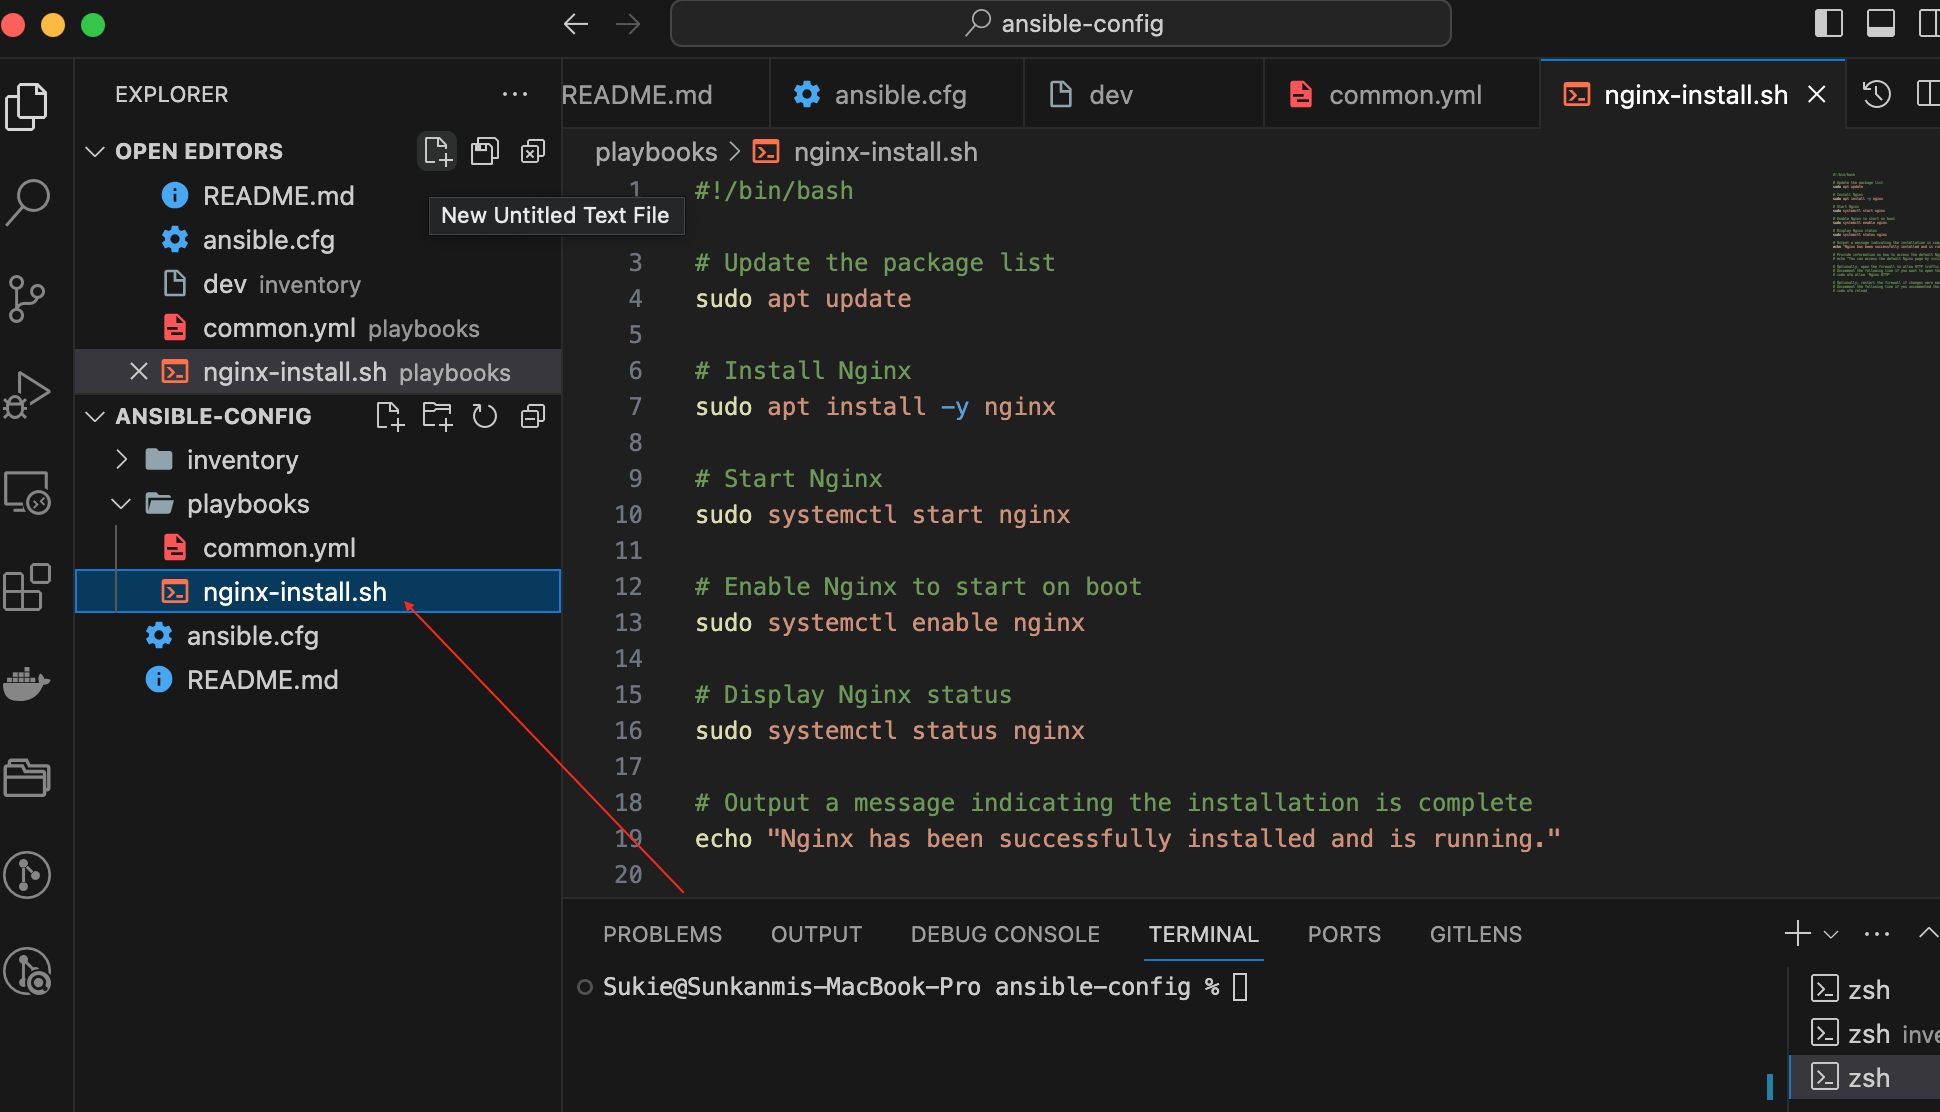 ansible-config
EXPLORER
OPEN EDITORS
README.md
ansible.cfg
dev inventory
common.yml playbooks
nginx-install.sh playbooks
New Untitled Text File
ANSIBLE-CONFIG
inventory
playbooks
common.yml
nginx-install.sh
ansible.cfg
README.md
README.md
ansible.cfg
dev
common.yml
nginx-install.sh
playbooks > nginx-install.sh
1 #!/bin/bash
3 # Update the package list
4 sudo apt update
5
6 # Install Nginx
7 sudo apt install -y nginx
8
9 # Start Nginx
10 sudo systemctl start nginx
11
12 # Enable Nginx to start on boot
13 sudo systemctl enable nginx
14
15 # Display Nginx status
16 sudo systemctl status nginx
17
18 # Output a message indicating the installation is complete
19 echo "Nginx has been successfully installed and is running."
20
PROBLEMS OUTPUT DEBUG CONSOLE TERMINAL PORTS GITLENS
Sukie@Sunkanmis-MacBook-Pro ansible-config %
zsh
zsh inve
zsh